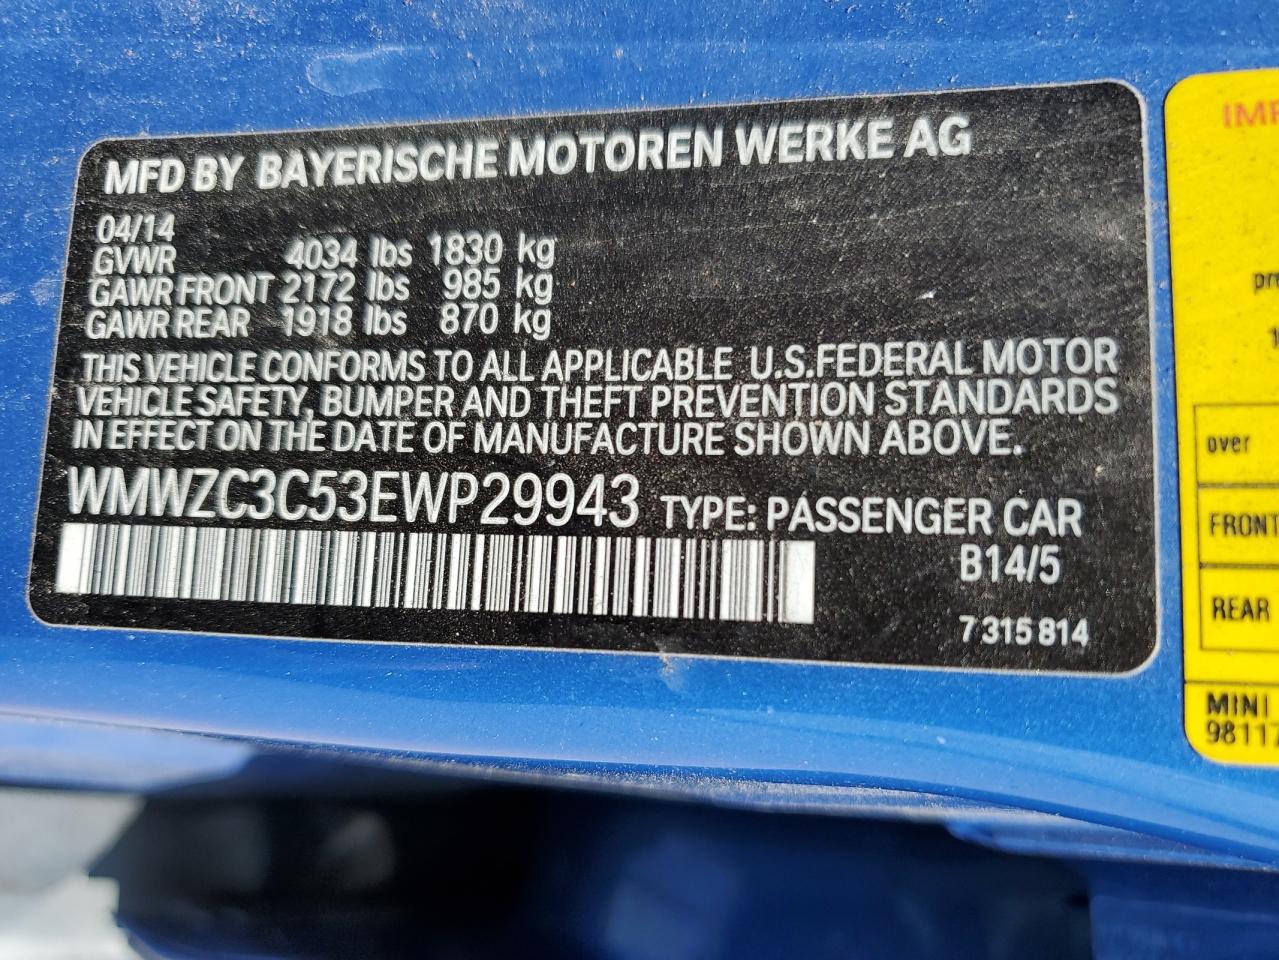 MFD BY BAYERISCHE MOTOREN WERKE AG
04/14
GVWR 4034 lbs 1830 kg
GAWR FRONT 2172 lbs 985 kg
GAWR REAR 1918 lbs 870 kg
THIS VEHICLE CONFORMS TO ALL APPLICABLE U.S.FEDERAL MOTOR
VEHICLE SAFETY, BUMPER AND THEFT PREVENTION STANDARDS
IN EFFECT ON THE DATE OF MANUFACTURE SHOWN ABOVE.
WMWZC3C53EWP29943 TYPE: PASSENGER CAR
B14/5
7 315 814
over
FRONT
REAR
MINI